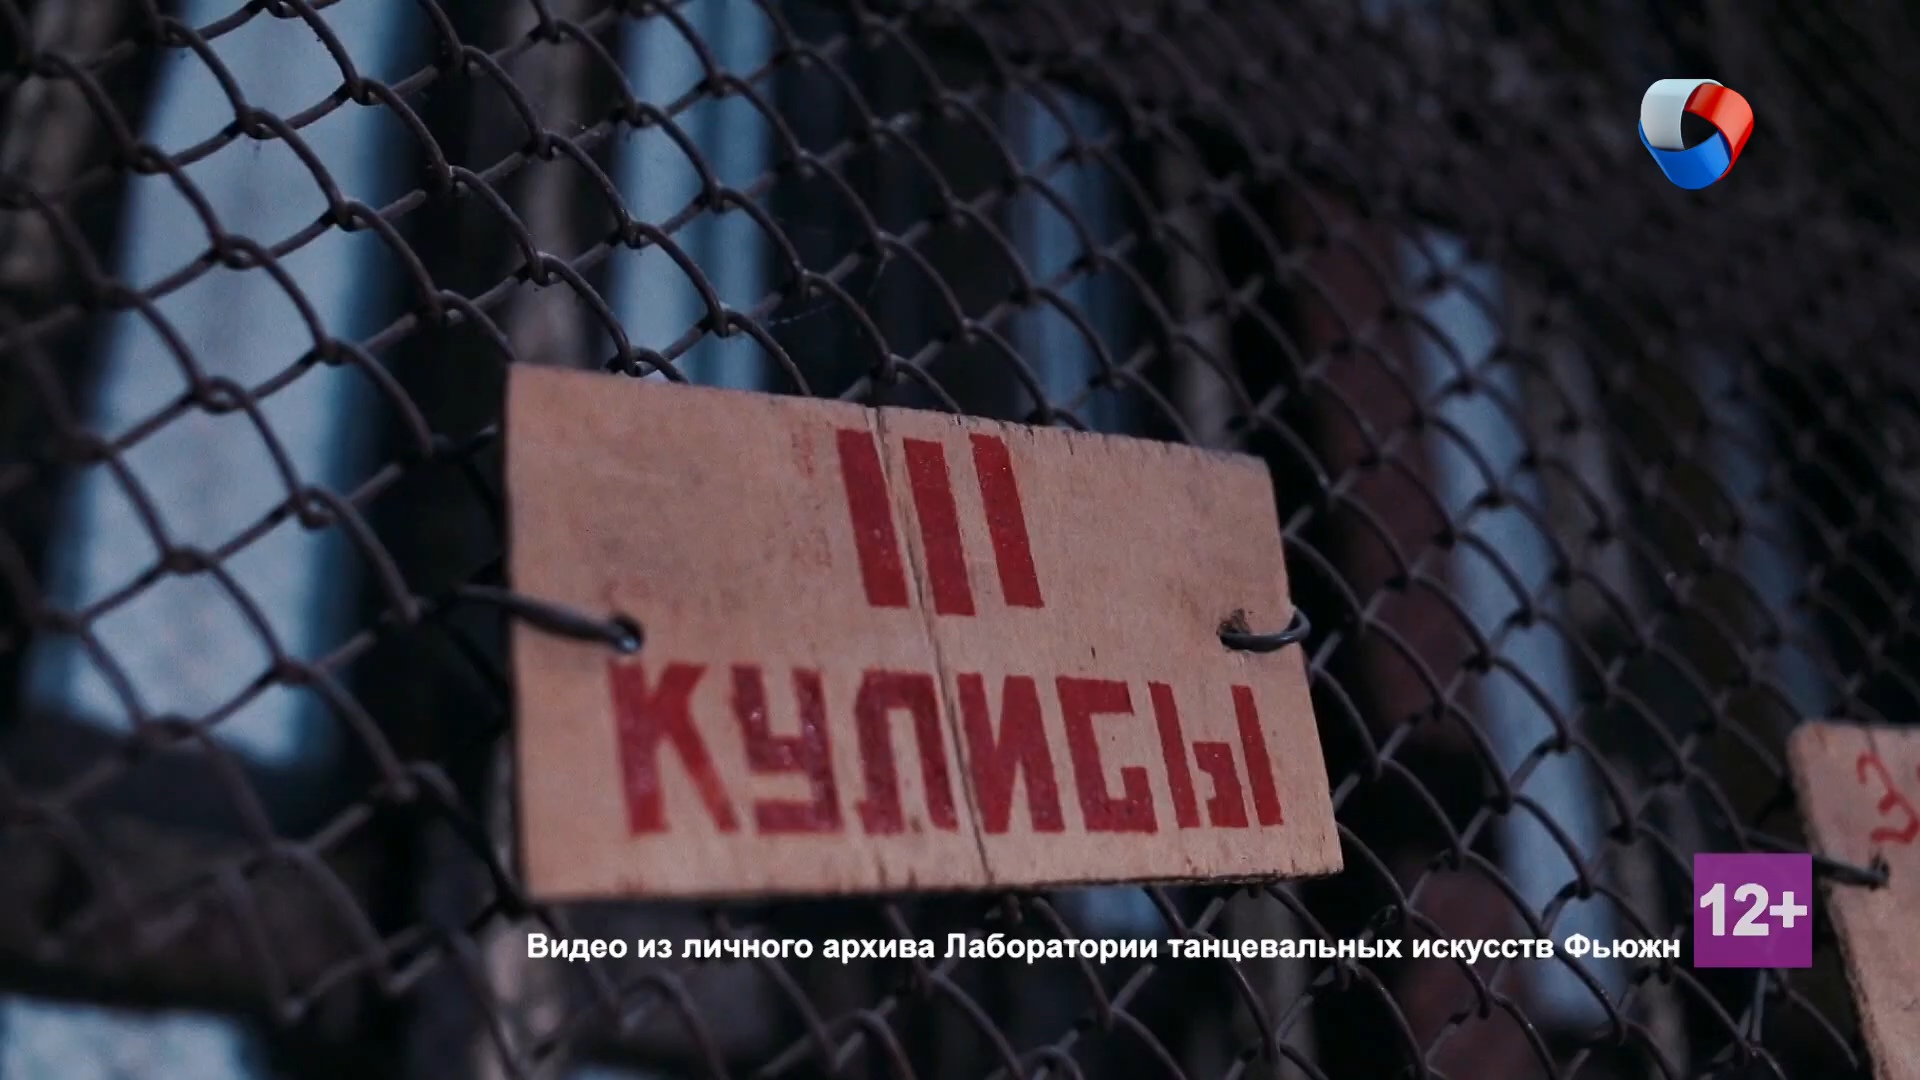 III
КУЛИСЫ
З
12+
Видео из личного архива Лаборатории танцевальных искусств Фьюжн